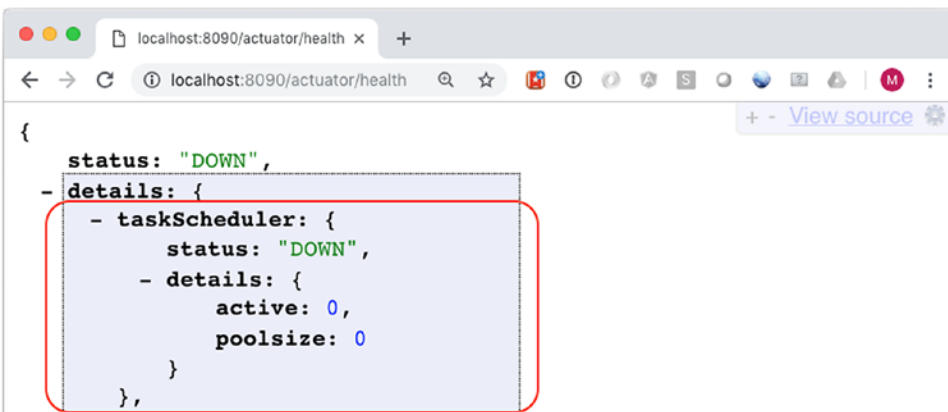 localhost:8090/actuator/health × +
localhost:8090/actuator/health
+ - View source
{
status: "DOWN",
- details: {
- taskScheduler: {
status: "DOWN",
- details: {
active: 0,
poolsize: 0
}
},